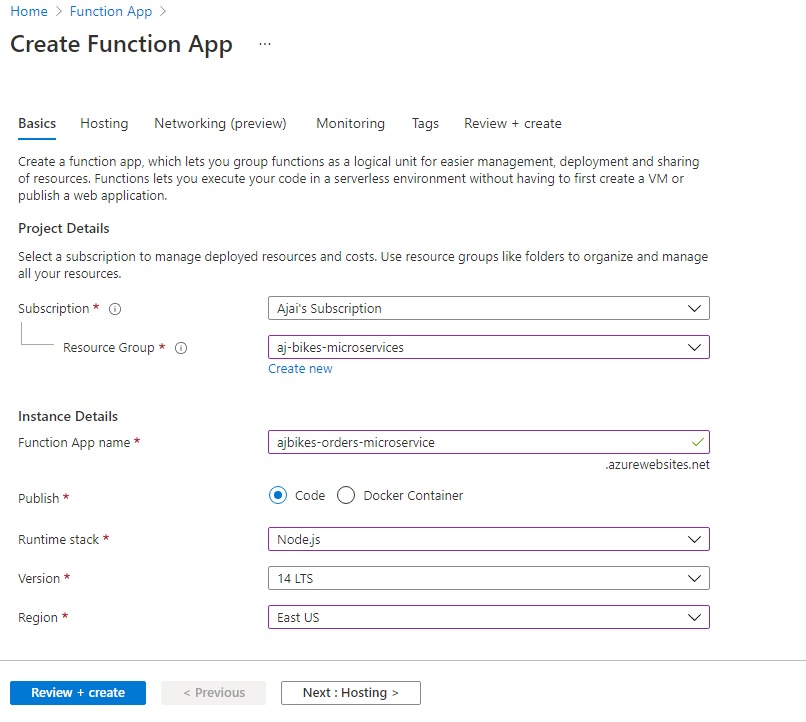 Home > Function App >
Create Function App ...
Basics Hosting Networking (preview) Monitoring Tags Review + create
Create a function app, which lets you group functions as a logical unit for easier management, deployment and sharing
of resources. Functions lets you execute your code in a serverless environment without having to first create a VM or
publish a web application.
Project Details
Select a subscription to manage deployed resources and costs. Use resource groups like folders to organize and manage
all your resources.
Subscription * Ajai's Subscription
Resource Group * aj-bikes-microservices
Create new
Instance Details
Function App name * ajbikes-orders-microservice
.azurewebsites.net
Publish * Code Docker Container
Runtime stack * Node.js
Version * 14 LTS
Region * East US
Review + create < Previous Next : Hosting >